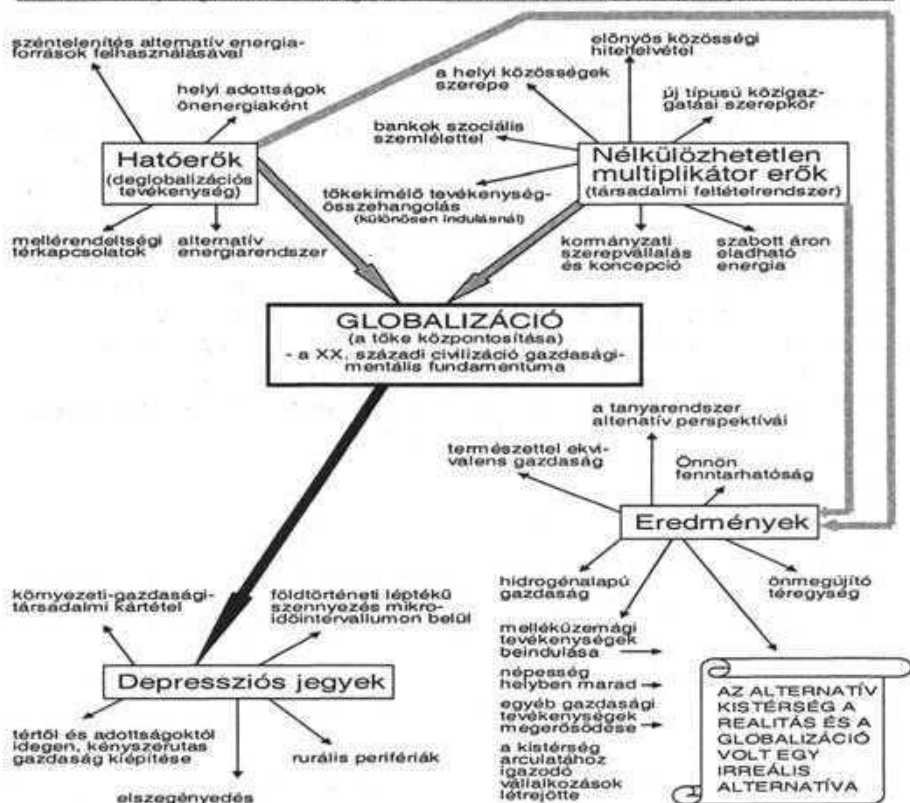 széntelenítés alternatív energia-
források felhasználásával
helyi adottságok
önenergiaként
Hatóerők
(deglobalizációs
tevékenység)
mellérendeltségi
térkapcsolatok
alternatív
energiarendszer
előnyös közösségi
hitelfelvétel
a helyi közösségek
szerepe
új típusú közigaz-
gatási szerepkör
bankok szociális
szemlélettel
Nélkülözhetetlen
multiplikátor erők
(társadalmi feltételrendszer)
tőkekímélő tevékenység-
összehangolás
(különösen indulásnál)
kormányzati
szerepvállalás
és koncepció
szabott áron
eladható
energia
GLOBALIZÁCIÓ
(a tőke központosítása)
- a XX. századi civilizáció gazdasági-
mentális fundamentuma
a tanyarendszer
altenatív perspektívái
természettel ekvi-
valens gazdaság
Önnön
fenntarhatóság
Eredmények
hidrogénalapú
gazdaság
önmegújító
téregység
melléküzemági
tevékenységek
beindulása
népesség
helyben marad
egyéb gazdasági
tevékenységek
megerősödése
a kistérség
arculatához
igazodó
vállalkozások
létrejötte
AZ ALTERNATÍV
KISTÉRSÉG A
REALITÁS ÉS A
GLOBALIZÁCIÓ
VOLT EGY
IRREÁLIS
ALTERNATÍVA
környezeti-gazdasági-
társadalmi kártétel
földtörténeti léptékű
szennyezés mikro-
időintervallumon belül
Depressziós jegyek
tértől és adottságoktól
idegen, kényszerutas
gazdaság kiépítése
elszegényedés
rurális perifériák